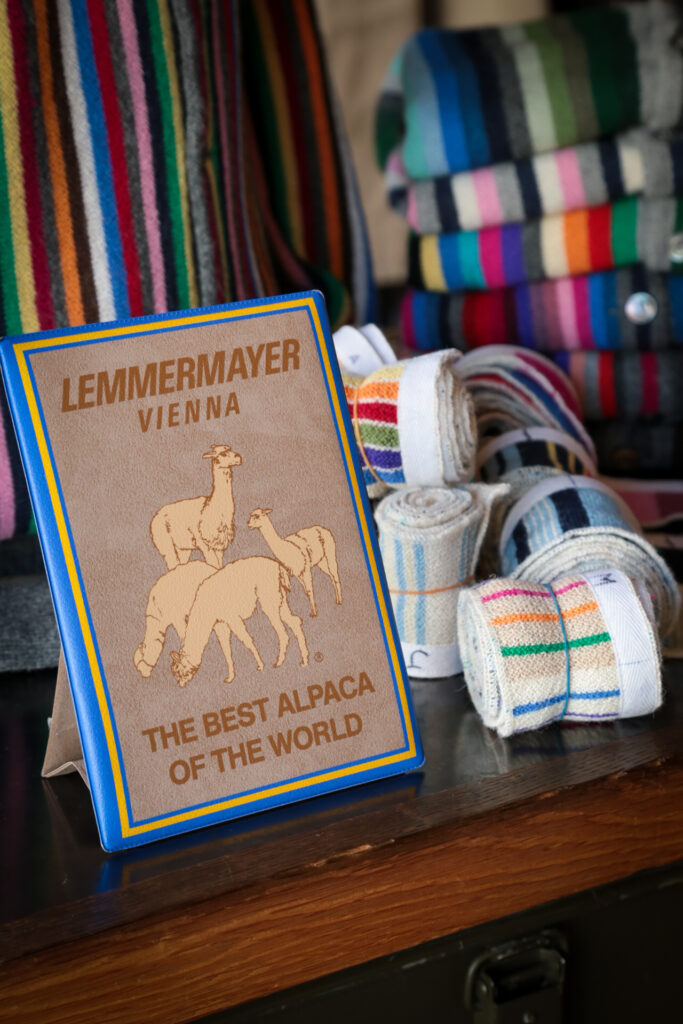 LEMMERMAYER
VIENNA
®
THE BEST ALPACA
OF THE WORLD
M